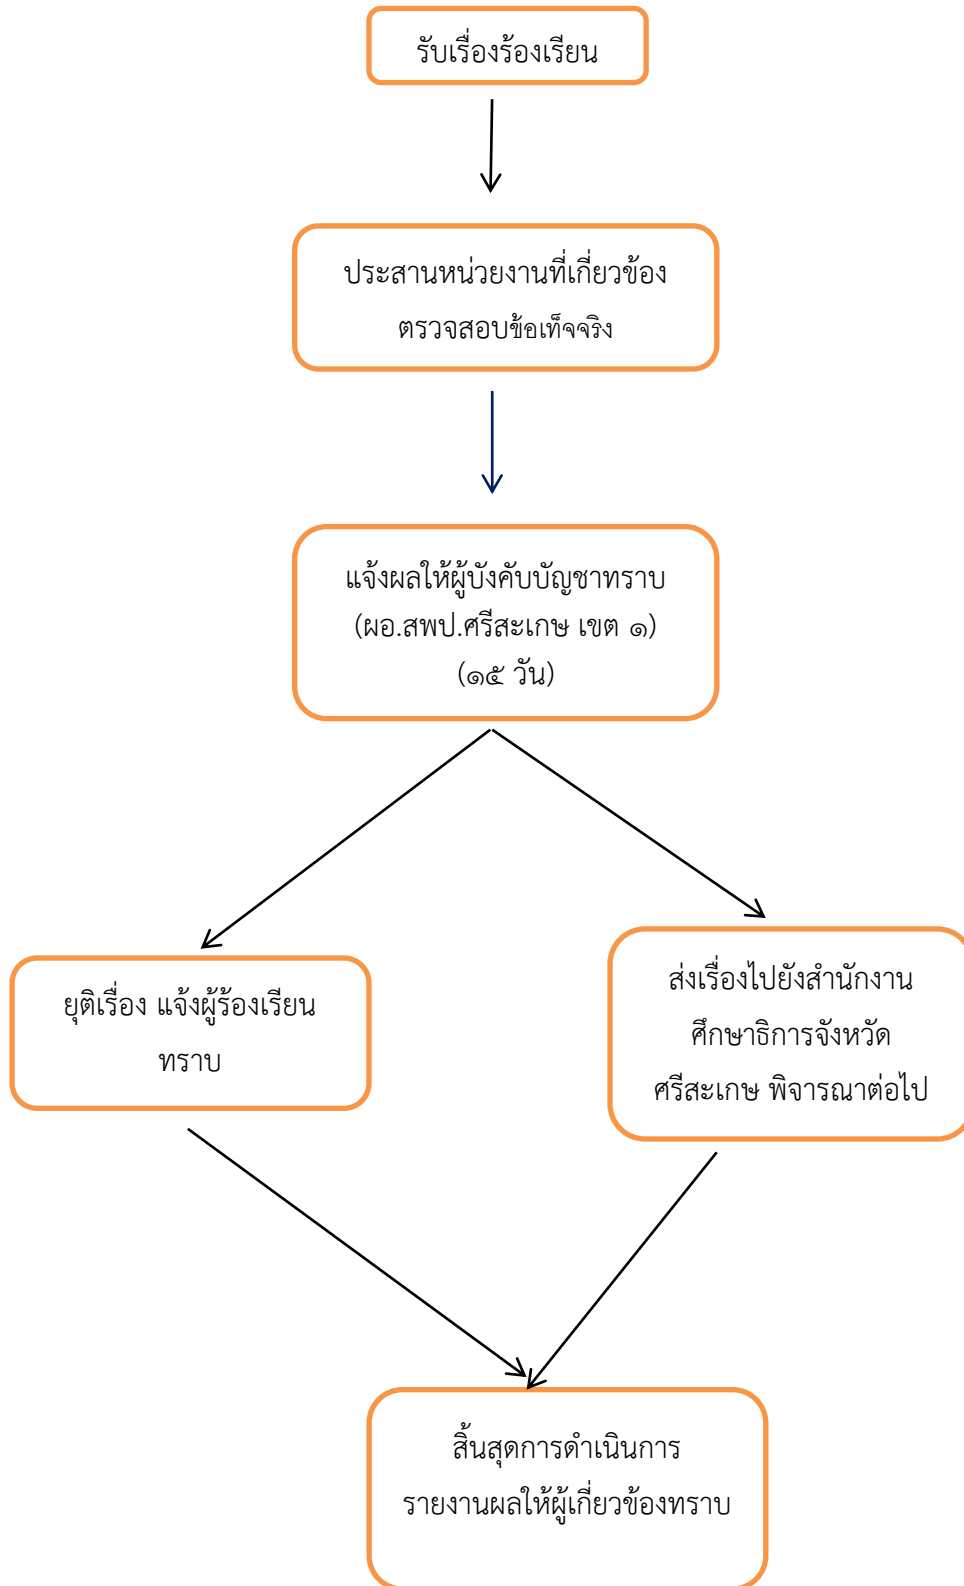 รับเรื่องร้องเรียน
ประสานหน่วยงานที่เกี่ยวข้อง
ตรวจสอบข้อเท็จจริง
แจ้งผลให้ผู้บังคับบัญชาทราบ
(ผอ.สพป.ศรีสะเกษ เขต ๑)
(๑๕ วัน)
ยุติเรื่อง แจ้งผู้ร้องเรียน
ทราบ
ส่งเรื่องไปยังสำนักงาน
ศึกษาธิการจังหวัด
ศรีสะเกษ พิจารณาต่อไป
สิ้นสุดการดำเนินการ
รายงานผลให้ผู้เกี่ยวข้องทราบ